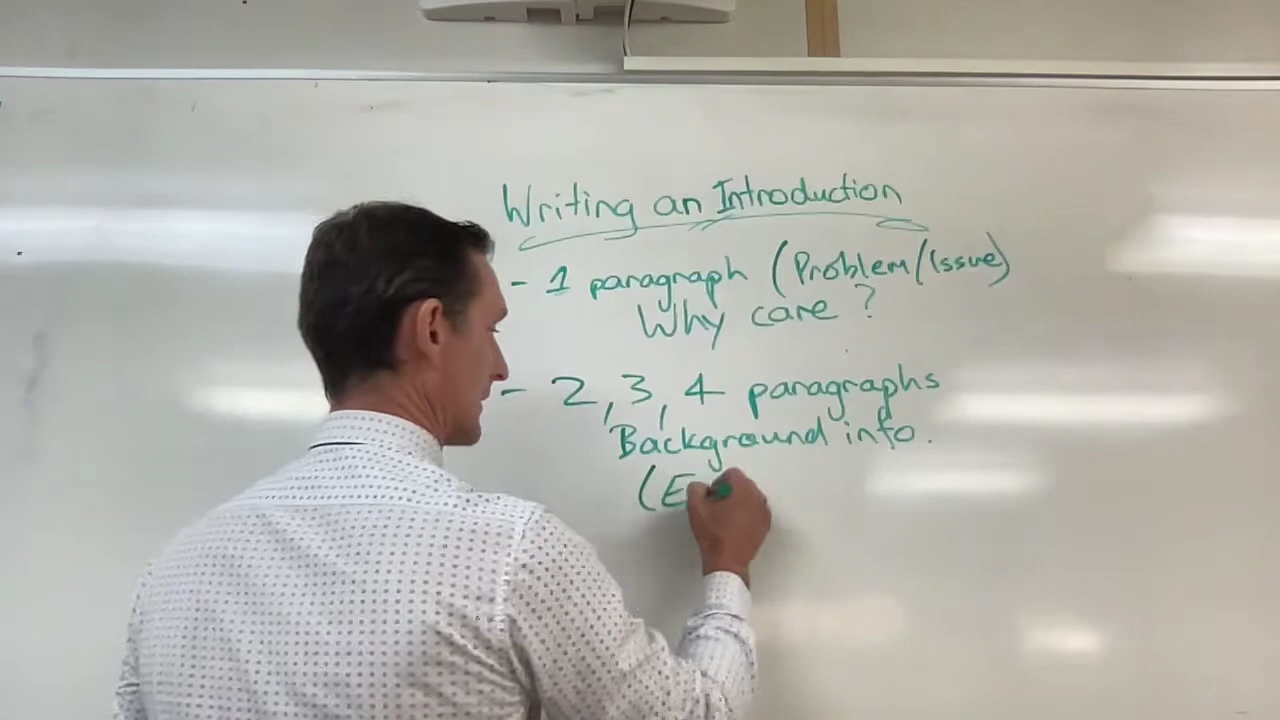 Writing an Introduction
- 1 paragraph (Problem/Issue)
Why care ?
- 2, 3, 4 paragraphs
Background info.
(E